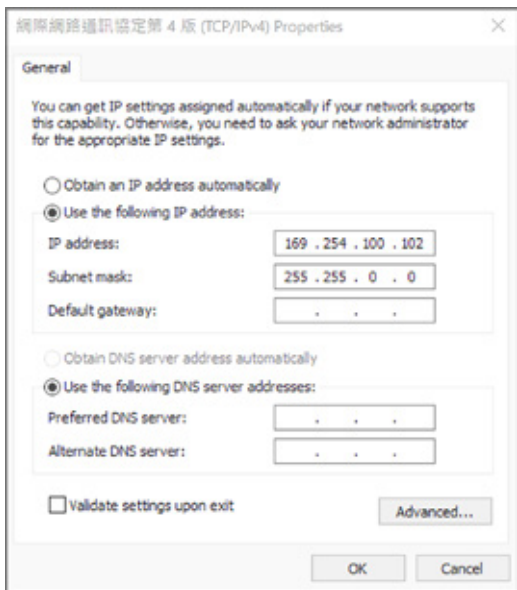 網際網路通訊協定第 4 版 (TCP/IPv4) Properties
General
You can get IP settings assigned automatically if your network supports
this capability. Otherwise, you need to ask your network administrator
for the appropriate IP settings.
Obtain an IP address automatically
Use the following IP address:
IP address: 169 . 254 . 100 . 102
Subnet mask: 255 . 255 . 0 . 0
Default gateway: . . .
Obtain DNS server address automatically
Use the following DNS server addresses:
Preferred DNS server: . . .
Alternate DNS server: . . .
Validate settings upon exit
Advanced...
OK Cancel